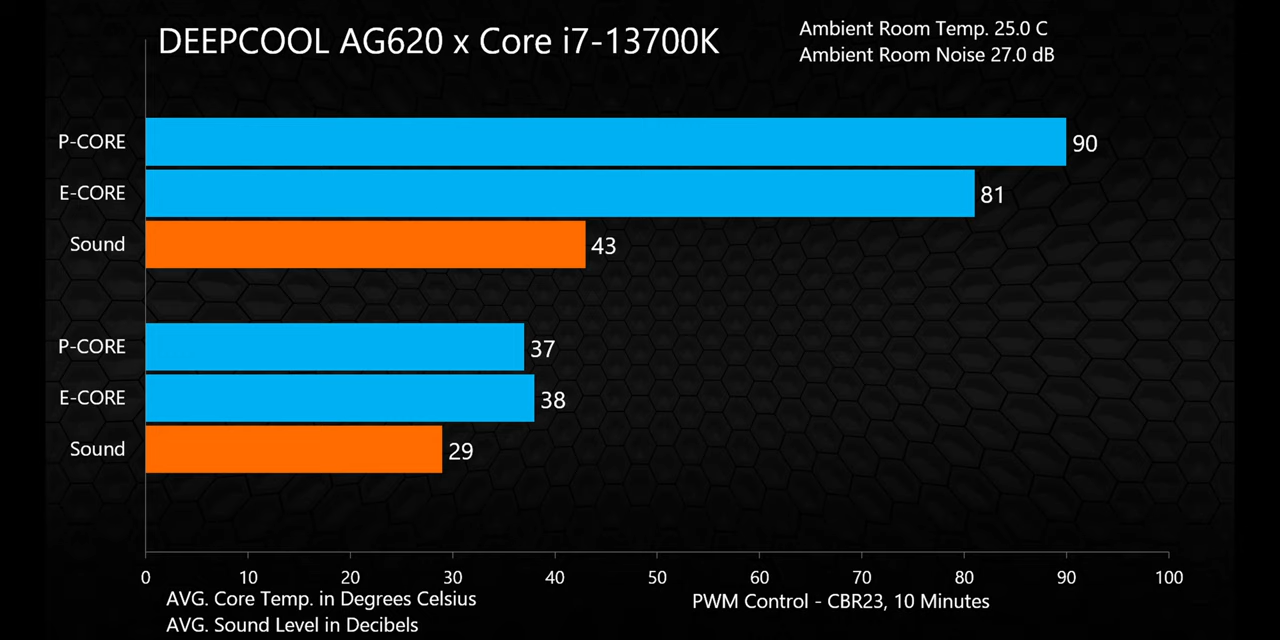 DEEPCOOL AG620 x Core i7-13700K
Ambient Room Temp. 25.0 C
Ambient Room Noise 27.0 dB
P-CORE 90
E-CORE 81
Sound 43
P-CORE 37
E-CORE 38
Sound 29
0 10 20 30 40 50 60 70 80 90 100
AVG. Core Temp. in Degrees Celsius
PWM Control - CBR23, 10 Minutes
AVG. Sound Level in Decibels